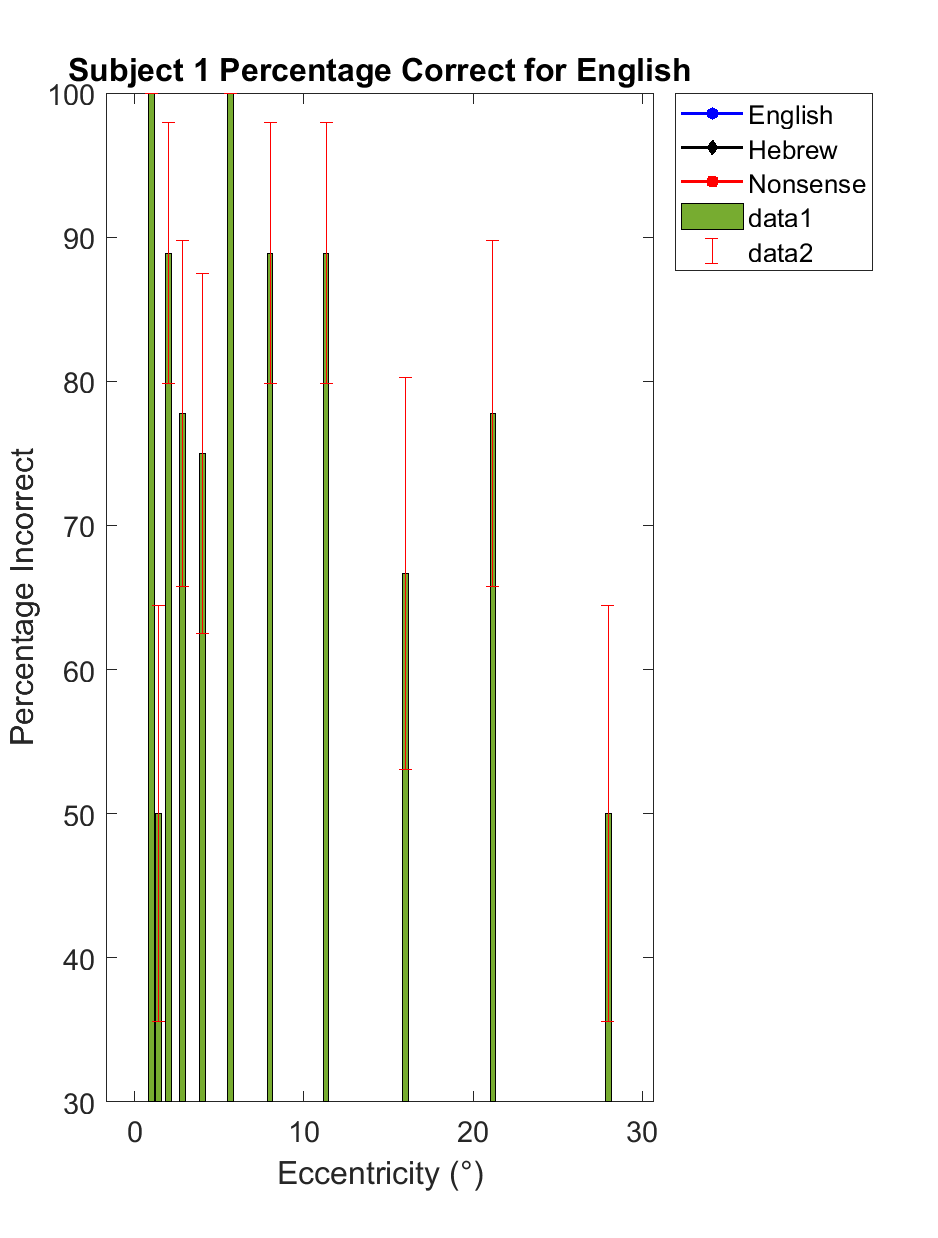 Subject 1 Percentage Correct for English
100
90
80
70
60
50
40
30
Percentage Incorrect
0 10 20 30
Eccentricity (°)
English
Hebrew
Nonsense
data1
data2